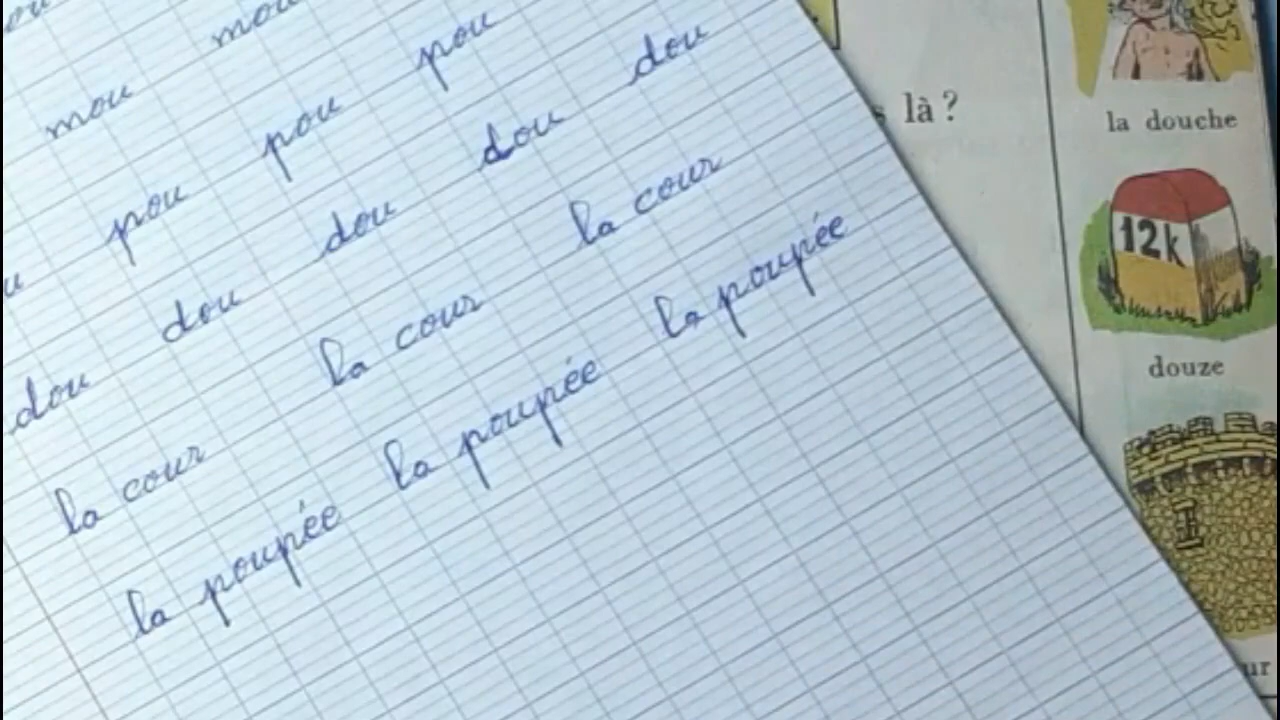 mou mou
pou pou pou
dou dou dou dou dou
la cour la cour la cour
la poupée la poupée la poupée
là ?
la douche
12k
douze